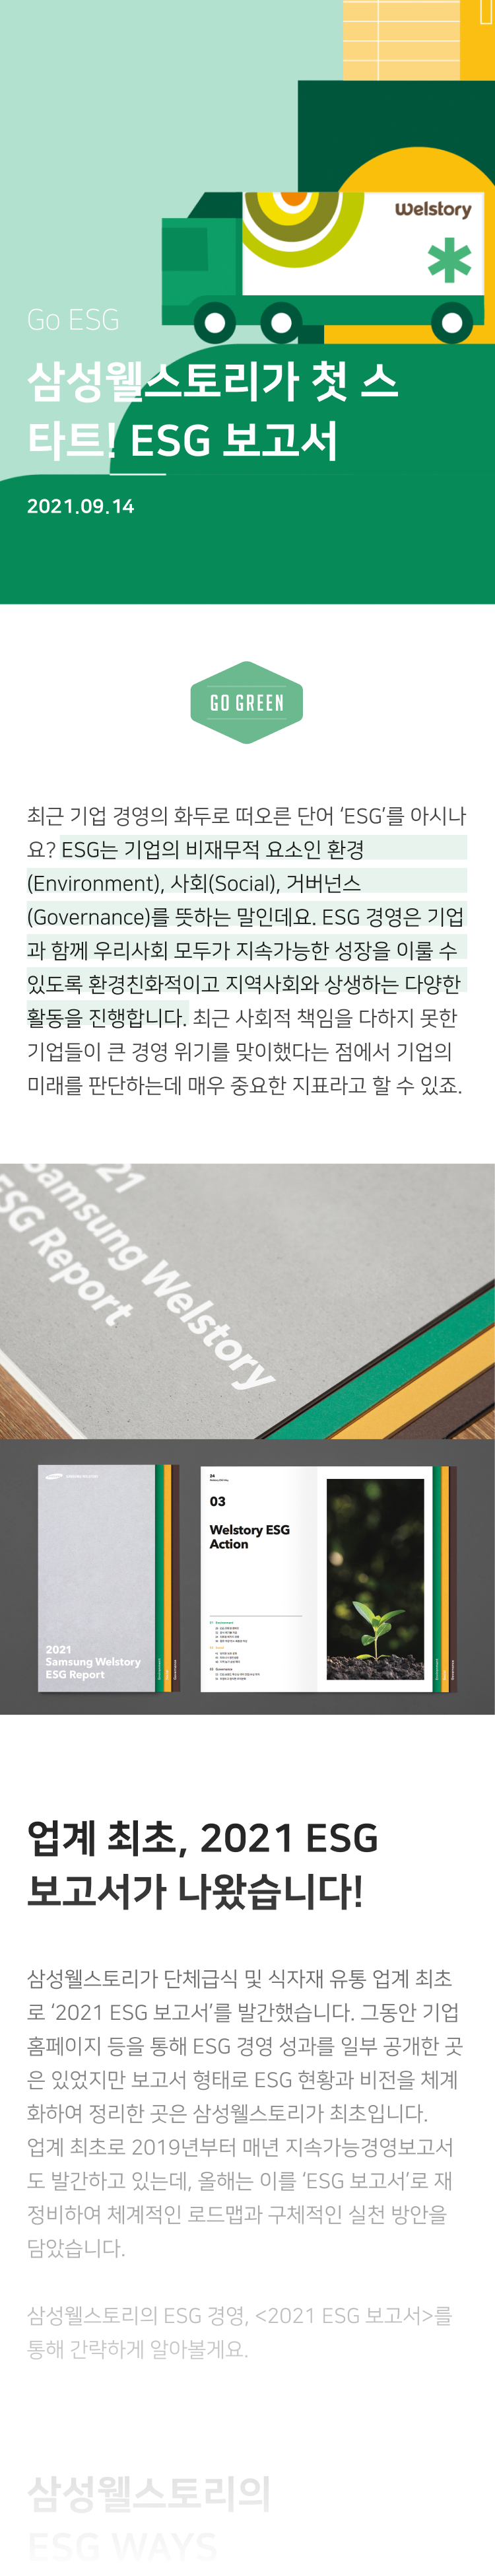 Welstory
Go ESG
삼성웰스토리가 첫 스
타트! ESG 보고서
2021.09.14
GO GREEN
최근 기업 경영의 화두로 떠오른 단어 ‘ESG’를 아시나
요? ESG는 기업의 비재무적 요소인 환경
(Environment), 사회(Social), 거버넌스
(Governance)를 뜻하는 말인데요. ESG 경영은 기업
과 함께 우리사회 모두가 지속가능한 성장을 이룰 수
있도록 환경친화적이고 지역사회와 상생하는 다양한
활동을 진행합니다. 최근 사회적 책임을 다하지 못한
기업들이 큰 경영 위기를 맞이했다는 점에서 기업의
미래를 판단하는데 매우 중요한 지표라고 할 수 있죠.
21
Samsung Welstory
ESG Report
2021
Samsung Welstory
ESG Report
03
Welstory ESG
Action
업계 최초, 2021 ESG
보고서가 나왔습니다!
삼성웰스토리가 단체급식 및 식자재 유통 업계 최초
로 ‘2021 ESG 보고서’를 발간했습니다. 그동안 기업
홈페이지 등을 통해 ESG 경영 성과를 일부 공개한 곳
은 있었지만 보고서 형태로 ESG 현황과 비전을 체계
화하여 정리한 곳은 삼성웰스토리가 최초입니다.
업계 최초로 2019년부터 매년 지속가능경영보고서
도 발간하고 있는데, 올해는 이를 ‘ESG 보고서’로 재
정비하여 체계적인 로드맵과 구체적인 실천 방안을
담았습니다.
삼성웰스토리의 ESG 경영, <2021 ESG 보고서>를
통해 간략하게 알아볼게요.
삼성웰스토리의
ESG WAYS